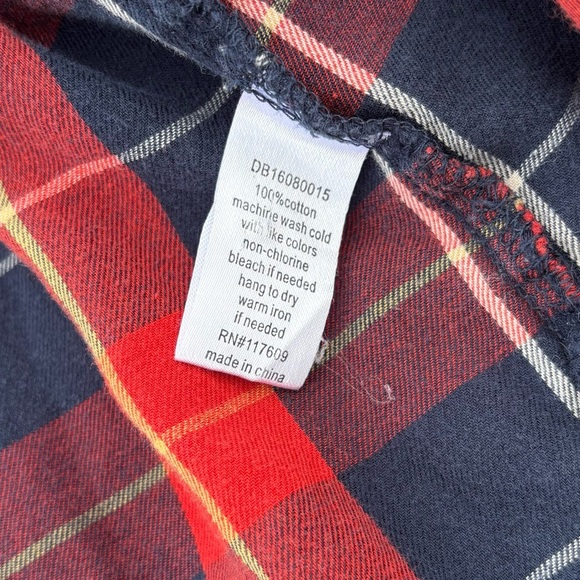 DB16080015
100%cotton
machine wash cold
with like colors
non-chlorine
bleach if needed
hang to dry
warm iron
if needed
RN#117609
made in china